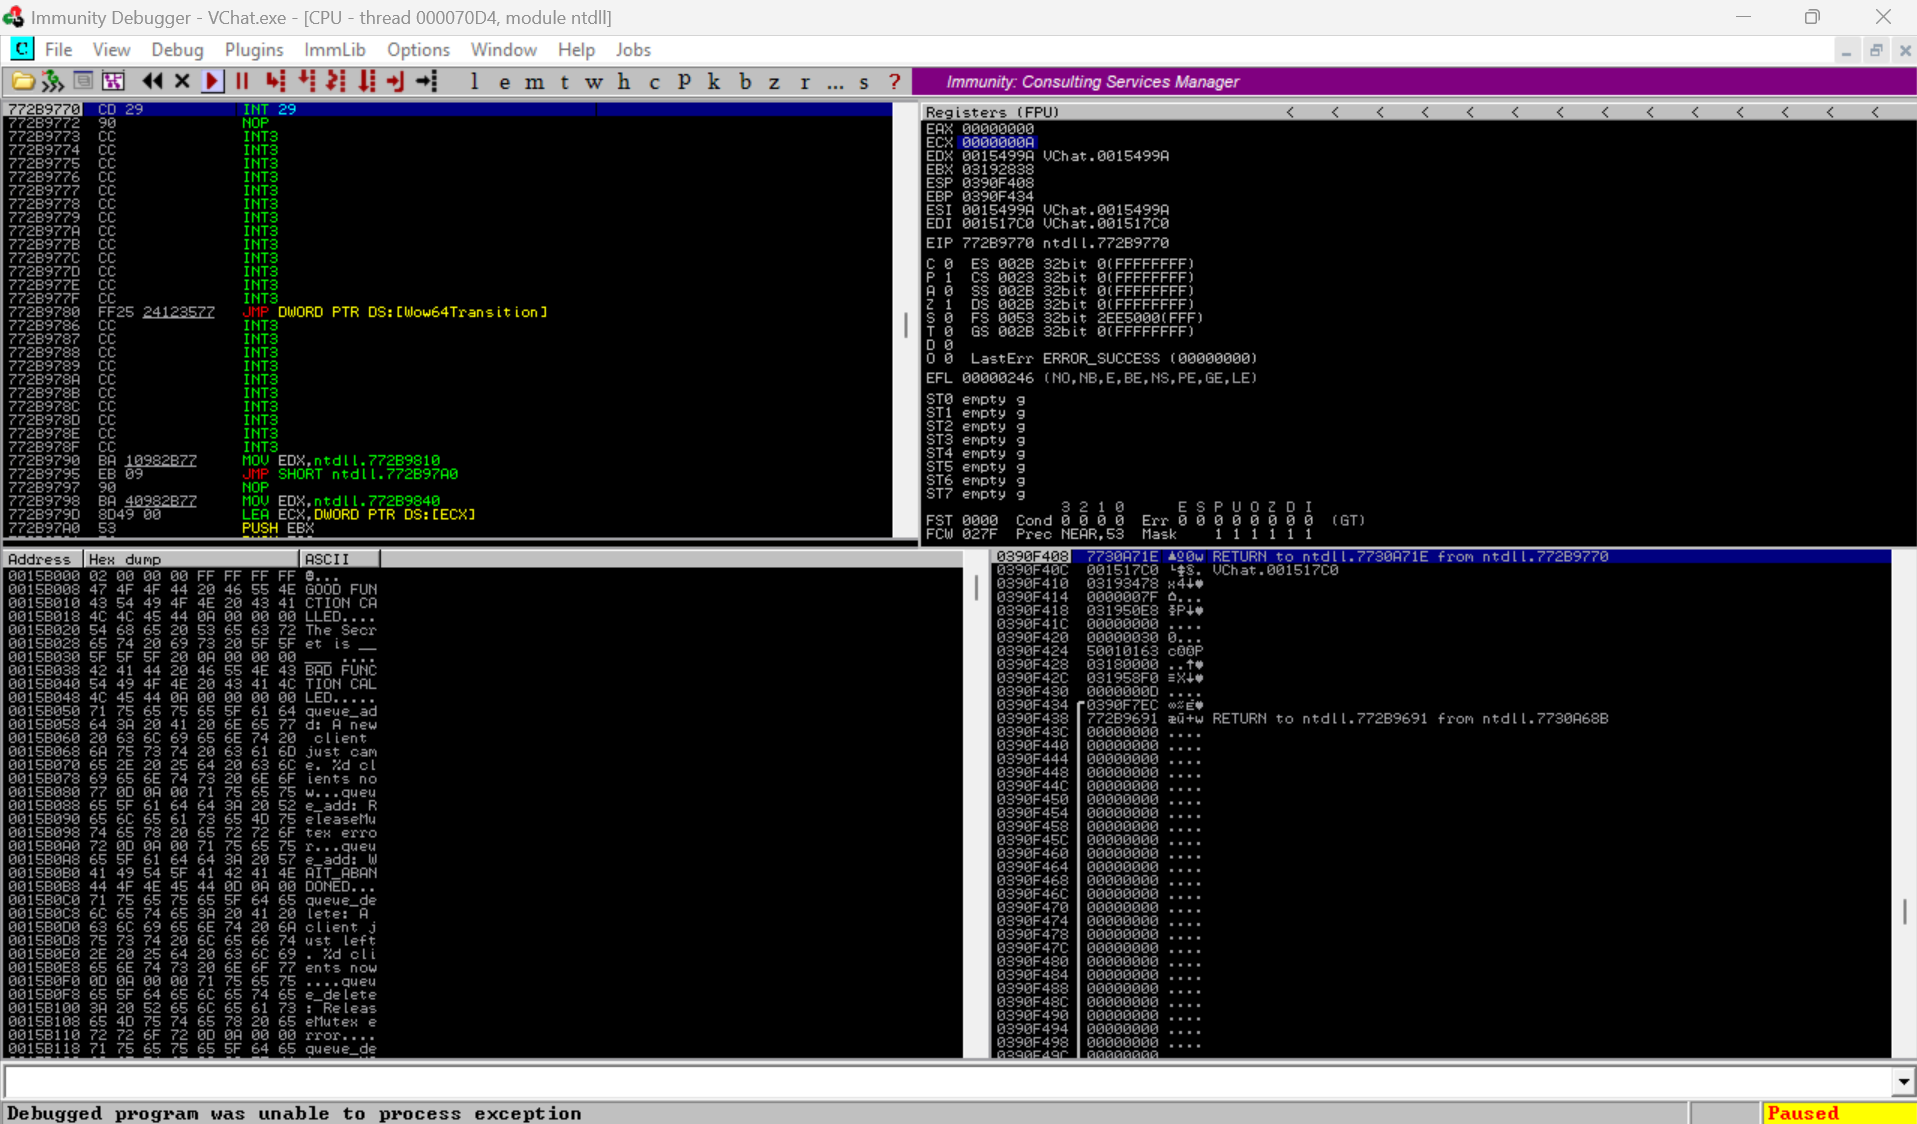 Immunity Debugger - VChat.exe - [CPU - thread 000070D4, module ntdll]
C File View Debug Plugins ImmLib Options Window Help Jobs
l e m t w h c P k b z r ... s ? Immunity: Consulting Services Manager
772B9770 CD 29 INT 29
772B9772 90 NOP
772B9773 CC INT3
772B9774 CC INT3
772B9775 CC INT3
772B9776 CC INT3
772B9777 CC INT3
772B9778 CC INT3
772B9779 CC INT3
772B977A CC INT3
772B977B CC INT3
772B977C CC INT3
772B977D CC INT3
772B977E CC INT3
772B977F CC INT3
772B9780 FF25 24123577 JMP DWORD PTR DS:[Wow64Transition]
772B9786 CC INT3
772B9787 CC INT3
772B9788 CC INT3
772B9789 CC INT3
772B978A CC INT3
772B978B CC INT3
772B978C CC INT3
772B978D CC INT3
772B978E CC INT3
772B978F CC INT3
772B9790 BA 10982B77 MOV EDX,ntdll.772B9810
772B9795 EB 09 JMP SHORT ntdll.772B97A0
772B9797 90 NOP
772B9798 BA 40982B77 MOV EDX,ntdll.772B9840
772B979D 8D49 00 LEA ECX,DWORD PTR DS:[ECX]
772B97A0 53 PUSH EBX
Registers (FPU) < < < < < < < < < < < < < <
EAX 00000000
ECX 0000000A
EDX 0015499A VChat.0015499A
EBX 03192838
ESP 0390F408
EBP 0390F434
ESI 0015499A VChat.0015499A
EDI 001517C0 VChat.001517C0
EIP 772B9770 ntdll.772B9770
C 0 ES 002B 32bit 0(FFFFFFFF)
P 1 CS 0023 32bit 0(FFFFFFFF)
A 0 SS 002B 32bit 0(FFFFFFFF)
Z 1 DS 002B 32bit 0(FFFFFFFF)
S 0 FS 0053 32bit 2EE5000(FFF)
T 0 GS 002B 32bit 0(FFFFFFFF)
D 0
O 0 LastErr ERROR_SUCCESS (00000000)
EFL 00000246 (NO,NB,E,BE,NS,PE,GE,LE)
ST0 empty g
ST1 empty g
ST2 empty g
ST3 empty g
ST4 empty g
ST5 empty g
ST6 empty g
ST7 empty g
3 2 1 0 E S P U O Z D I
FST 0000 Cond 0 0 0 0 Err 0 0 0 0 0 0 0 0 (GT)
FCW 027F Prec NEAR,53 Mask 1 1 1 1 1 1
Address Hex dump ASCII
0015B000 02 00 00 00 FF FF FF FF ...
0015B008 47 4F 4F 44 20 46 55 4E GOOD FUN
0015B010 43 54 49 4F 4E 20 43 41 CTION CA
0015B018 4C 4C 45 44 0A 00 00 00 LLED....
0015B020 54 68 65 20 53 65 63 72 The Secr
0015B028 65 74 20 69 73 20 5F 5F et is __
0015B030 5F 5F 5F 20 0A 00 00 00 ___ ....
0015B038 42 41 44 20 46 55 4E 43 BAD FUNC
0015B040 54 49 4F 4E 20 43 41 4C TION CAL
0015B048 4C 45 44 0A 00 00 00 00 LED.....
0015B050 71 75 65 75 65 5F 61 64 queue_ad
0015B058 64 3A 20 41 20 6E 65 77 d: A new
0015B060 20 63 6C 69 65 6E 74 20 client
0015B068 6A 75 73 74 20 63 61 6D just cam
0015B070 65 2E 20 25 64 20 63 6C e. %d cl
0015B078 69 65 6E 74 73 20 6E 6F ients no
0015B080 77 0D 0A 00 71 75 65 75 w...queu
0015B088 65 5F 61 64 64 3A 20 52 e_add: R
0015B090 65 6C 65 61 73 65 4D 75 eleaseMu
0015B098 74 65 78 20 65 72 72 6F tex erro
0015B0A0 72 0D 0A 00 71 75 65 75 r...queu
0015B0A8 65 5F 61 64 64 3A 20 57 e_add: W
0015B0B0 41 49 54 5F 41 42 41 4E AIT_ABAN
0015B0B8 44 4F 4E 45 44 0D 0A 00 DONED...
0015B0C0 71 75 65 75 65 5F 64 65 queue_de
0015B0C8 6C 65 74 65 3A 20 41 20 lete: A
0015B0D0 63 6C 69 65 6E 74 20 6A client j
0015B0D8 75 73 74 20 6C 65 66 74 ust left
0015B0E0 2E 20 25 64 20 63 6C 69 . %d cli
0015B0E8 65 6E 74 73 20 6E 6F 77 ents now
0015B0F0 0D 0A 00 00 71 75 65 75 ....queu
0015B0F8 65 5F 64 65 6C 65 74 65 e_delete
0015B100 3A 20 52 65 6C 65 61 73 : Releas
0015B108 65 4D 75 74 65 78 20 65 eMutex e
0015B110 72 72 6F 72 0D 0A 00 00 rror....
0015B118 71 75 65 75 65 5F 64 65 queue_de
0390F408 7730A71E RETURN to ntdll.7730A71E from ntdll.772B9770
0390F40C 001517C0 VChat.001517C0
0390F410 03193478
0390F414 0000007F
0390F418 031950E8
0390F41C 00000000 ....
0390F420 00000030 0...
0390F424 50010163
0390F428 03180000
0390F42C 031958F0
0390F430 0000000D ....
0390F434 0390F7EC
0390F438 772B9691 RETURN to ntdll.772B9691 from ntdll.7730A68B
0390F43C 00000000 ....
0390F440 00000000 ....
0390F444 00000000 ....
0390F448 00000000 ....
0390F44C 00000000 ....
0390F450 00000000 ....
0390F454 00000000 ....
0390F458 00000000 ....
0390F45C 00000000 ....
0390F460 00000000 ....
0390F464 00000000 ....
0390F468 00000000 ....
0390F46C 00000000 ....
0390F470 00000000 ....
0390F474 00000000 ....
0390F478 00000000 ....
0390F47C 00000000 ....
0390F480 00000000 ....
0390F484 00000000 ....
0390F488 00000000 ....
0390F48C 00000000 ....
0390F490 00000000 ....
0390F494 00000000 ....
0390F498 00000000 ....
0390F49C 00000000
Debugged program was unable to process exception
Paused